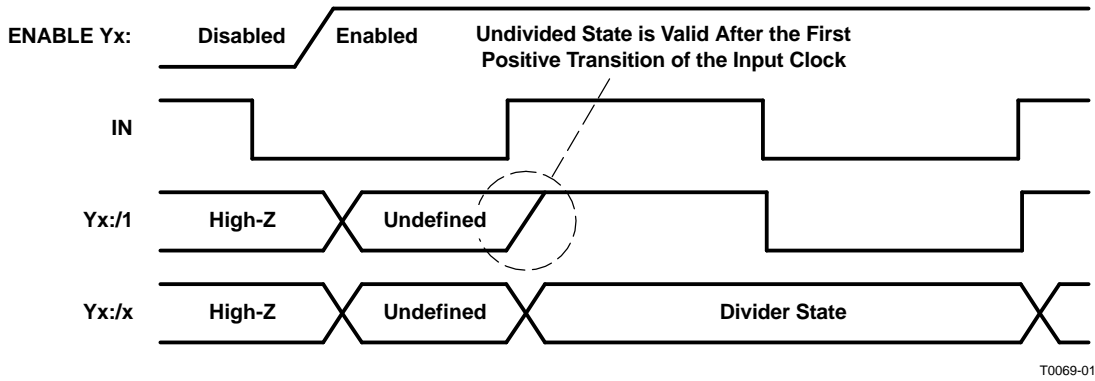 ENABLE Yx: Disabled Enabled Undivided State is Valid After the First
Positive Transition of the Input Clock
IN
Yx:/1 High-Z Undefined
Yx:/x High-Z Undefined Divider State
T0069-01